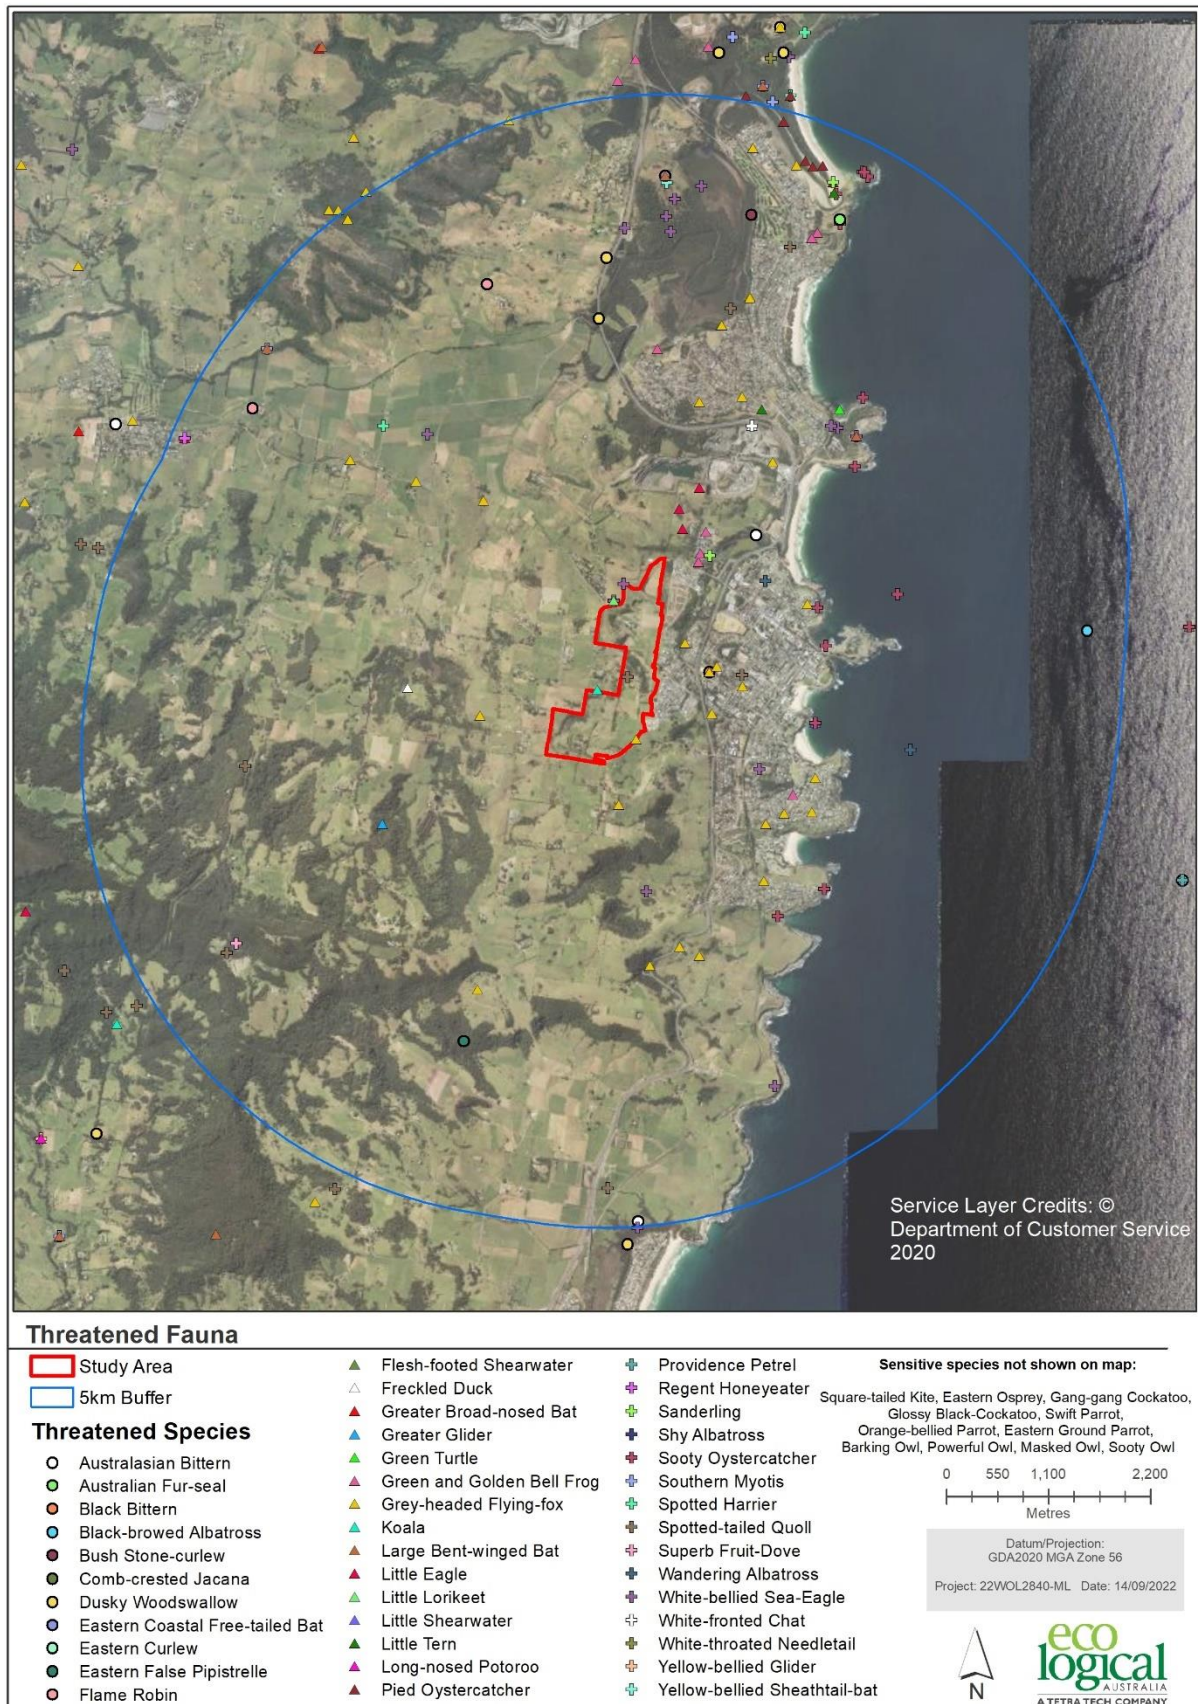 Service Layer Credits: ©
Department of Customer Service
2020
Threatened Fauna
Study Area
5km Buffer
Threatened Species
Australasian Bittern
Australian Fur-seal
Black Bittern
Black-browed Albatross
Bush Stone-curlew
Comb-crested Jacana
Dusky Woodswallow
Eastern Coastal Free-tailed Bat
Eastern Curlew
Eastern False Pipistrelle
Flame Robin
Flesh-footed Shearwater
Freckled Duck
Greater Broad-nosed Bat
Greater Glider
Green Turtle
Green and Golden Bell Frog
Grey-headed Flying-fox
Koala
Large Bent-winged Bat
Little Eagle
Little Lorikeet
Little Shearwater
Little Tern
Long-nosed Potoroo
Pied Oystercatcher
Providence Petrel
Regent Honeyeater
Sanderling
Shy Albatross
Sooty Oystercatcher
Southern Myotis
Spotted Harrier
Spotted-tailed Quoll
Superb Fruit-Dove
Wandering Albatross
White-bellied Sea-Eagle
White-fronted Chat
White-throated Needletail
Yellow-bellied Glider
Yellow-bellied Sheathtail-bat
Sensitive species not shown on map:
Square-tailed Kite, Eastern Osprey, Gang-gang Cockatoo,
Glossy Black-Cockatoo, Swift Parrot,
Orange-bellied Parrot, Eastern Ground Parrot,
Barking Owl, Powerful Owl, Masked Owl, Sooty Owl
0 550 1,100 2,200
Metres
Datum/Projection:
GDA2020 MGA Zone 56
Project: 22WOL2840-ML Date: 14/09/2022
N
eco
logical
AUSTRALIA
A TETRA TECH COMPANY